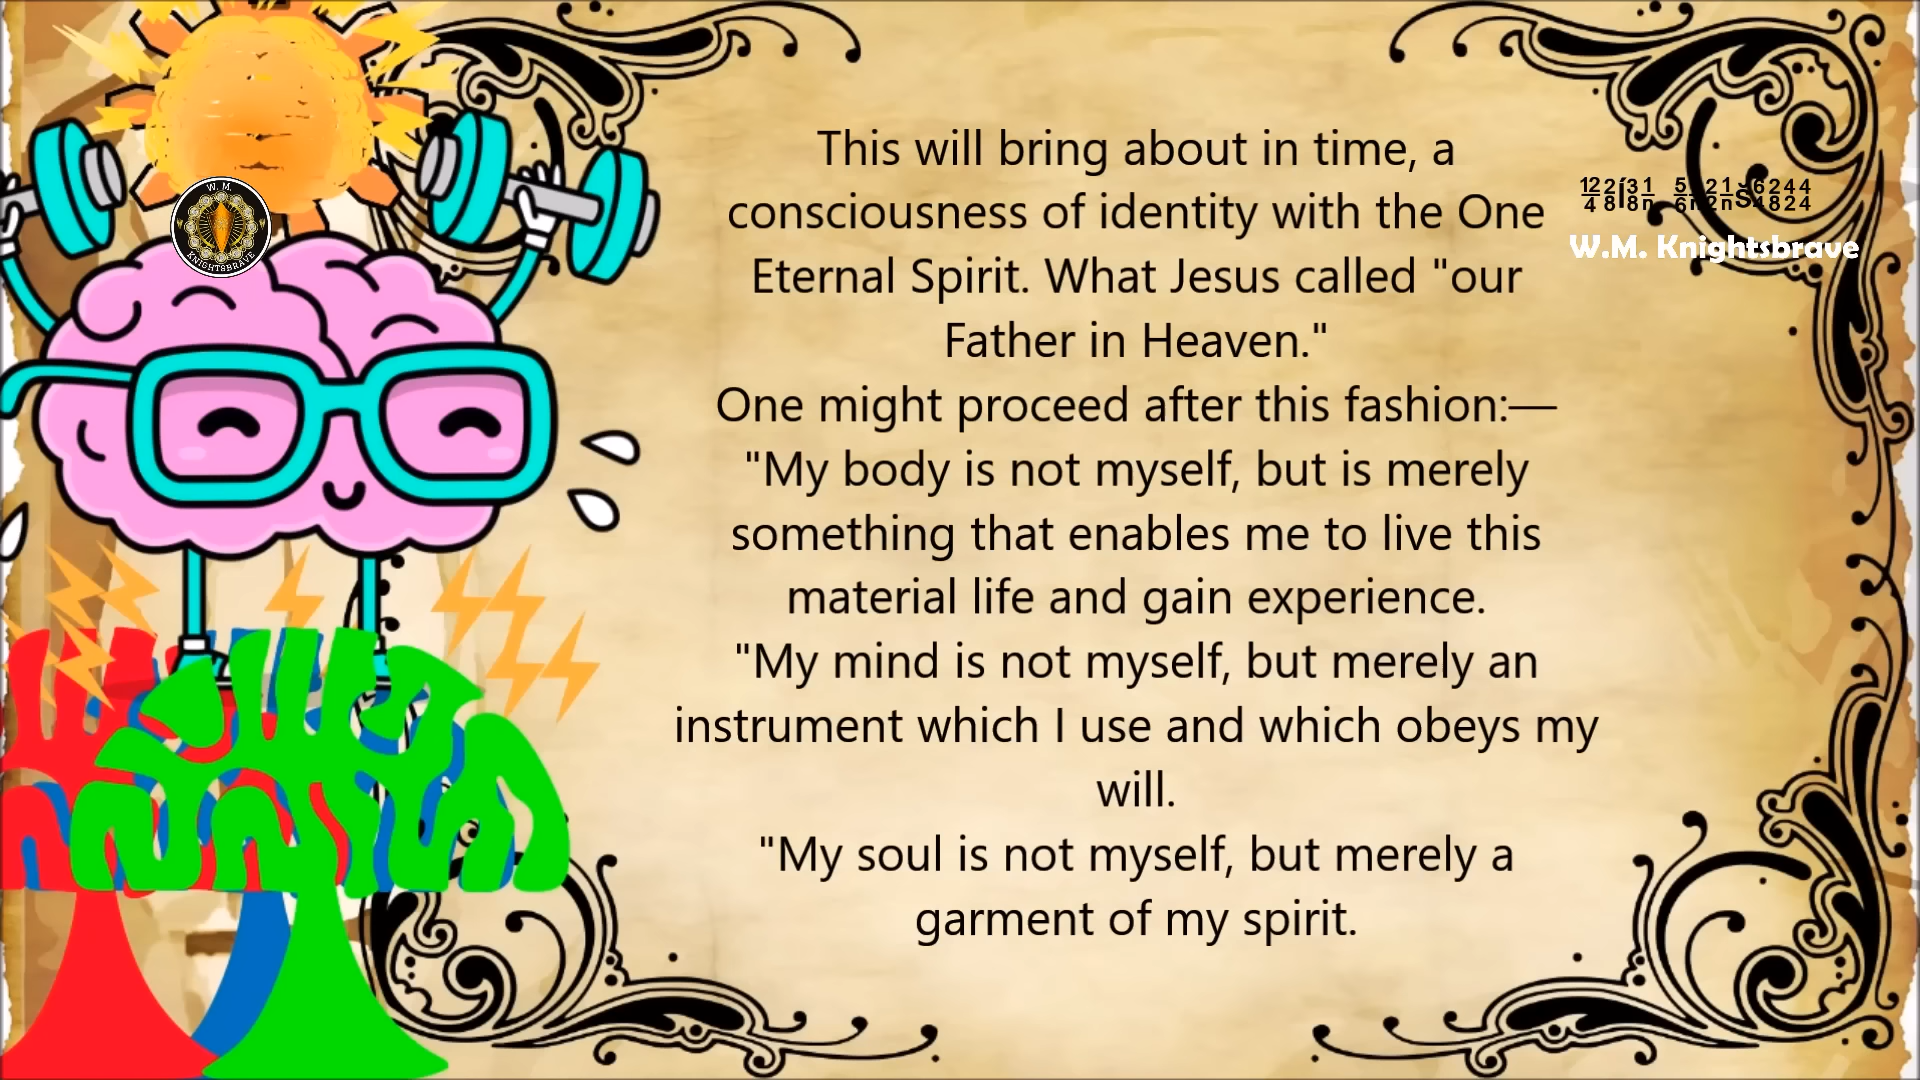 This will bring about in time, a
consciousness of identity with the One
Eternal Spirit. What Jesus called "our
Father in Heaven."
One might proceed after this fashion:—
"My body is not myself, but is merely
something that enables me to live this
material life and gain experience.
"My mind is not myself, but merely an
instrument which I use and which obeys my
will.
"My soul is not myself, but merely a
garment of my spirit.
W.M. Knightsbrave
W. M.
KNIGHTSBRAVE